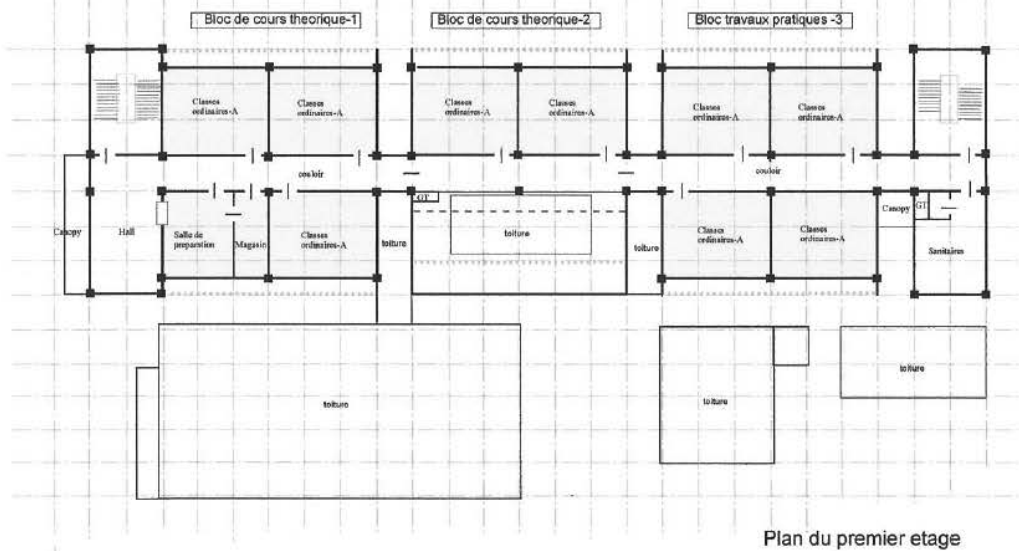 Bloc de cours theorique-1
Bloc de cours theorique-2
Bloc travaux pratiques -3
Classes
ordinaires-A
Classes
ordinaires-A
Classes
ordinaires-A
Classes
ordinaires-A
Classes
ordinaires-A
Classes
ordinaires-A
couloir
couloir
Canopy
Hall
Salle de
preparation
Magasin
Classes
ordinaires-A
toiture
GT
toiture
toiture
Classes
ordinaires-A
Classes
ordinaires-A
Canopy
GT
Sanitaires
toiture
toiture
toiture
Plan du premier etage